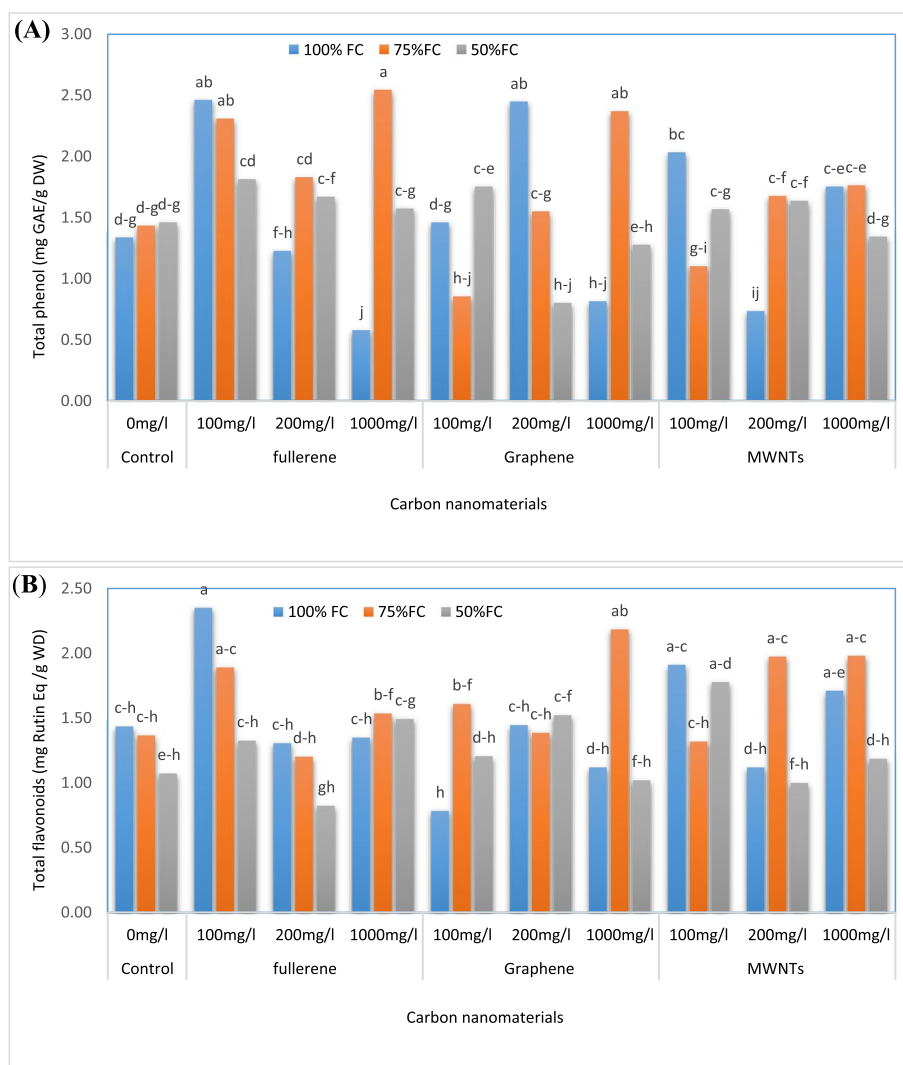 (A)
3.00
100% FC 75%FC 50%FC
a
ab ab ab ab
2.50
bc
cd cd c-e c-e c-e
2.00
c-f c-g c-g c-g c-f c-f
d-g d-g d-g d-g e-h d-g
1.50
f-h g-i
h-j h-j h-j ij
1.00
j
0.50
0.00
Total phenol (mg GAE/g DW)
0mg/l 100mg/l 200mg/l 1000mg/l 100mg/l 200mg/l 1000mg/l 100mg/l 200mg/l 1000mg/l
Control fullerene Graphene MWNTs
Carbon nanomaterials
(B)
2.50
a
100% FC 75%FC 50%FC
ab
a-c a-c a-d a-c a-c
2.00
b-f b-f a-e
c-h c-h c-h c-h c-h c-g c-h c-h c-f c-h
1.50
e-h d-h d-h d-h f-h d-h f-h d-h
1.00
gh h
0.50
0.00
Total flavonoids (mg Rutin Eq /g WD)
0mg/l 100mg/l 200mg/l 1000mg/l 100mg/l 200mg/l 1000mg/l 100mg/l 200mg/l 1000mg/l
Control fullerene Graphene MWNTs
Carbon nanomaterials